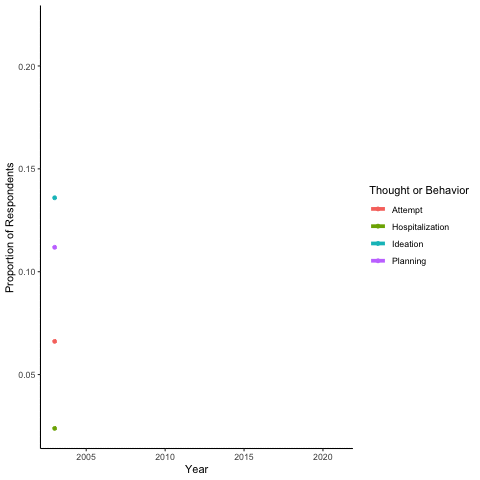 0.20
0.15
0.10
0.05
Proportion of Respondents
2005
2010
2015
2020
Year
Thought or Behavior
Attempt
Hospitalization
Ideation
Planning